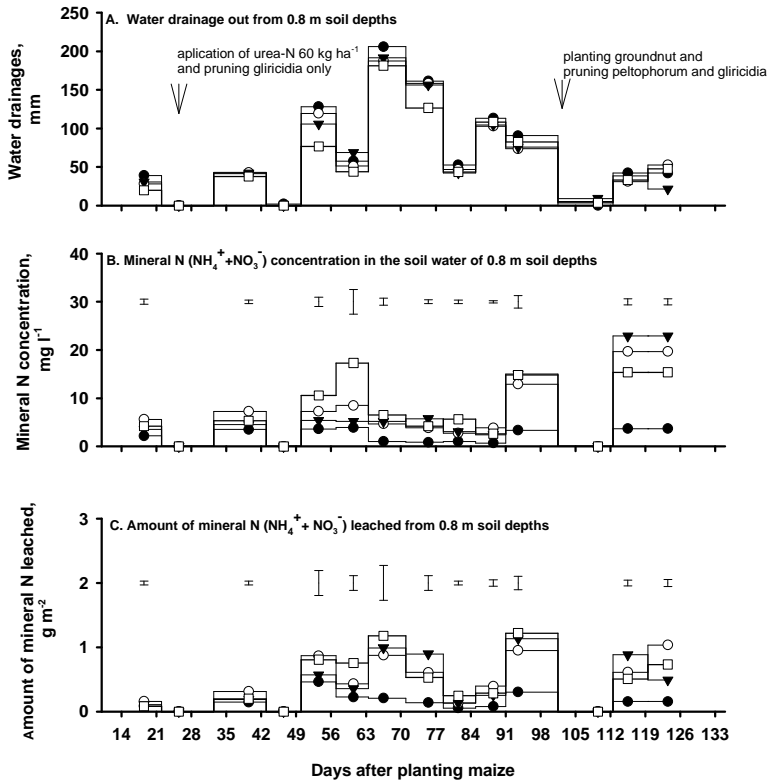 A. Water drainage out from 0.8 m soil depths
250
200
150
100
50
0
Water drainages,
mm
aplication of urea-N 60 kg ha-1
and pruning gliricidia only
planting groundnut and
pruning peltophorum and gliricidia
B. Mineral N (NH4++NO3-) concentration in the soil water of 0.8 m soil depths
40
30
20
10
0
Mineral N concentration,
mg l-1
C. Amount of mineral N (NH4++ NO3-) leached from 0.8 m soil depths
3
2
1
0
Amount of mineral N leached,
g m-2
14 21 28 35 42 49 56 63 70 77 84 91 98 105 112 119 126 133
Days after planting maize